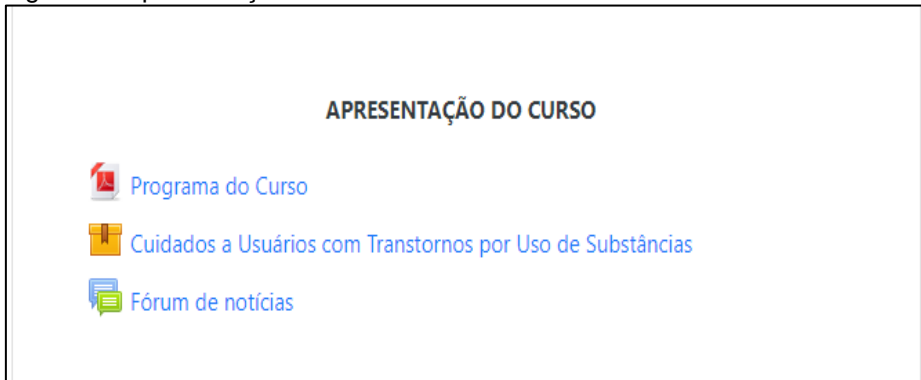 APRESENTAÇÃO DO CURSO
Programa do Curso
Cuidados a Usuários com Transtornos por Uso de Substâncias
Fórum de notícias